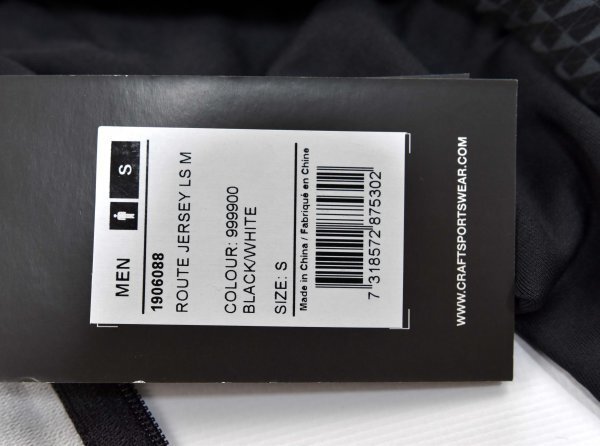 MEN
S
1906088
ROUTE JERSEY LS M
COLOUR: 999900
BLACK/WHITE
SIZE: S
Made in China / Fabriqué en Chine
7 318572 875302
WWW.CRAFTSPORTSWEAR.COM